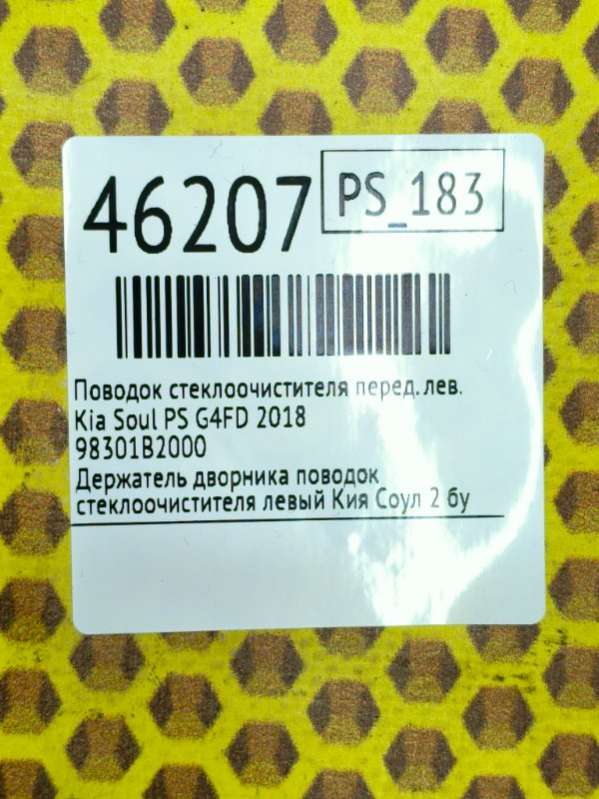 46207
PS_183
Поводок стеклоочистителя перед. лев.
Kia Soul PS G4FD 2018
98301B2000
Держатель дворника поводок
стеклоочистителя левый Кия Соул 2 бу